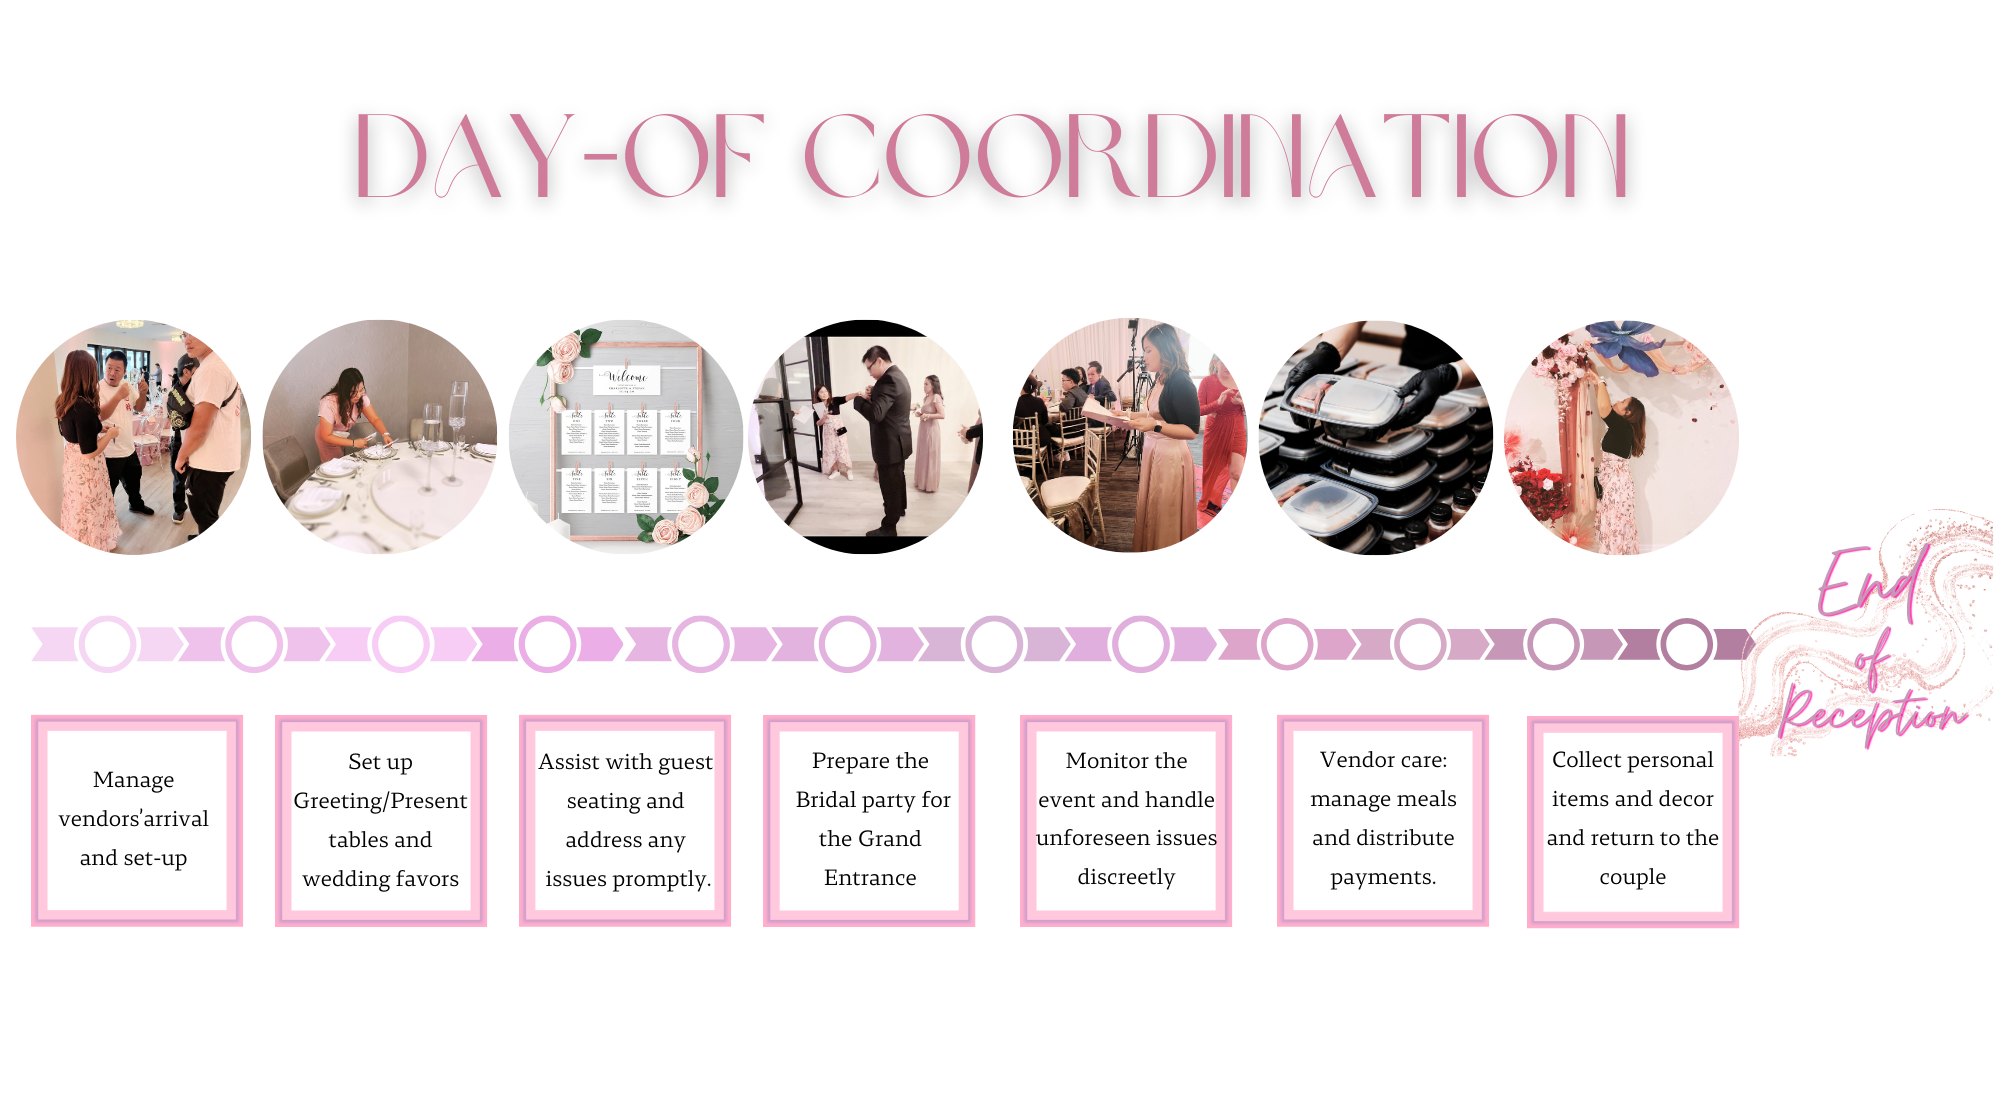 DAY-OF COORDINATION
Welcome
End
of
Reception
Manage
vendors'arrival
and set-up
Set up
Greeting/Present
tables and
wedding favors
Assist with guest
seating and
address any
issues promptly.
Prepare the
Bridal party for
the Grand
Entrance
Monitor the
event and handle
unforeseen issues
discreetly
Vendor care:
manage meals
and distribute
payments.
Collect personal
items and decor
and return to the
couple